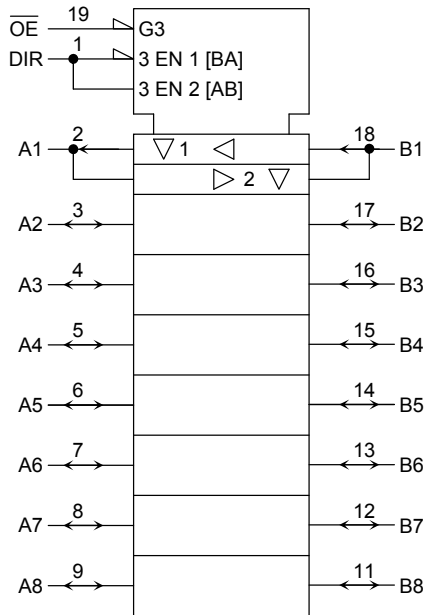 OE 19 G3
DIR 1 3 EN 1 [BA]
3 EN 2 [AB]
A1 2 1 18 B1
2
A2 3 17 B2
A3 4 16 B3
A4 5 15 B4
A5 6 14 B5
A6 7 13 B6
A7 8 12 B7
A8 9 11 B8